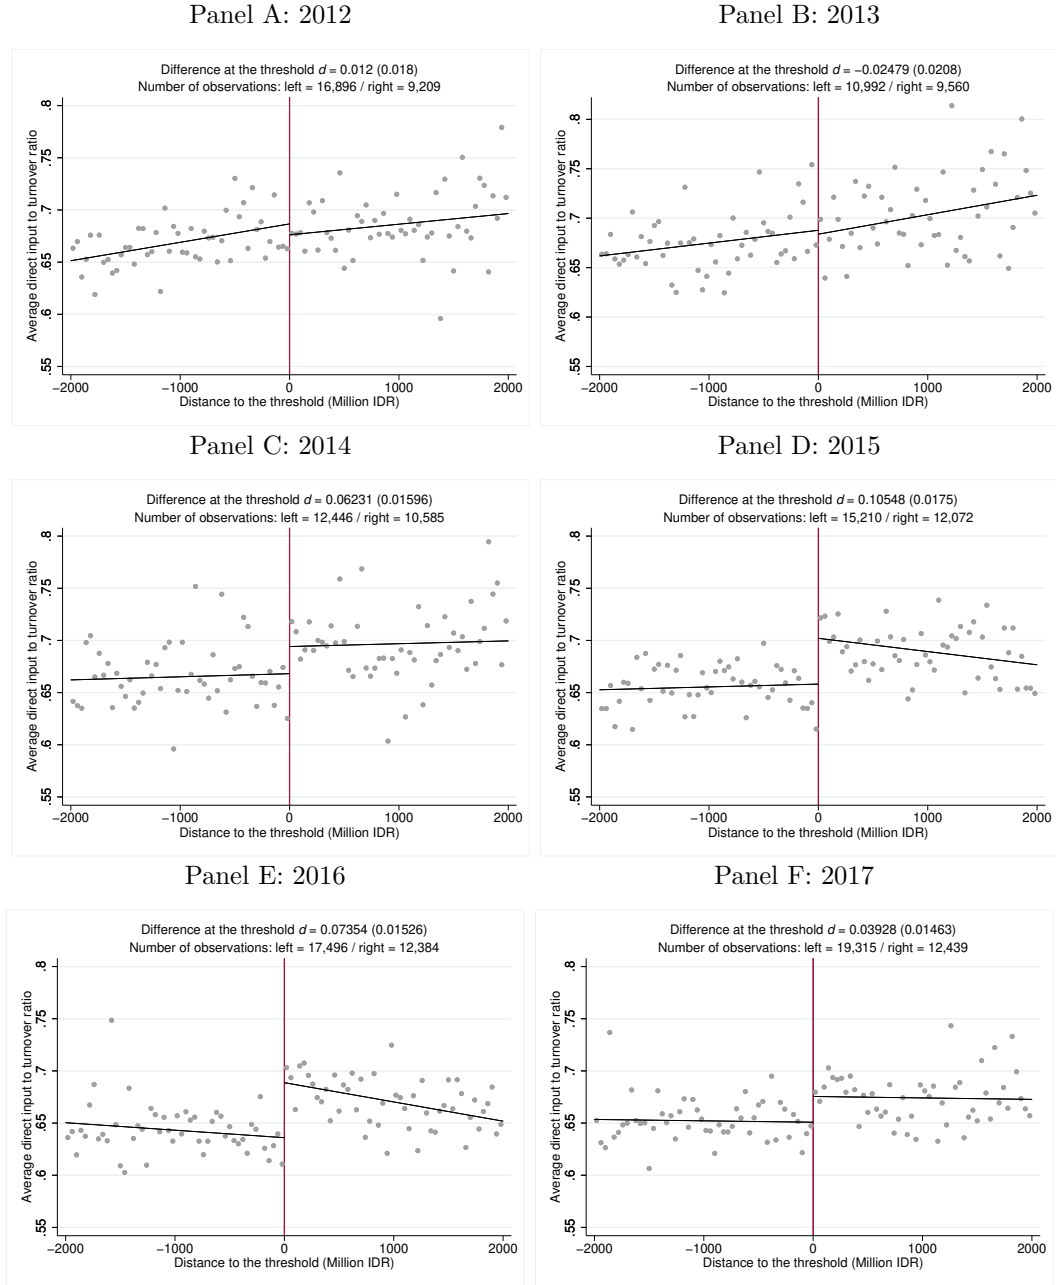 Panel A: 2012
Difference at the threshold d = 0.012 (0.018)
Number of observations: left = 16,896 / right = 9,209
Average direct input to turnover ratio
.8
.75
.7
.65
.6
.55
−2000 −1000 0 1000 2000
Distance to the threshold (Million IDR)
Panel B: 2013
Difference at the threshold d = −0.02479 (0.0208)
Number of observations: left = 10,992 / right = 9,560
Average direct input to turnover ratio
.8
.75
.7
.65
.6
.55
−2000 −1000 0 1000 2000
Distance to the threshold (Million IDR)
Panel C: 2014
Difference at the threshold d = 0.06231 (0.01596)
Number of observations: left = 12,446 / right = 10,585
Average direct input to turnover ratio
.8
.75
.7
.65
.6
.55
−2000 −1000 0 1000 2000
Distance to the threshold (Million IDR)
Panel D: 2015
Difference at the threshold d = 0.10548 (0.0175)
Number of observations: left = 15,210 / right = 12,072
Average direct input to turnover ratio
.8
.75
.7
.65
.6
.55
−2000 −1000 0 1000 2000
Distance to the threshold (Million IDR)
Panel E: 2016
Difference at the threshold d = 0.07354 (0.01526)
Number of observations: left = 17,496 / right = 12,384
Average direct input to turnover ratio
.8
.75
.7
.65
.6
.55
−2000 −1000 0 1000 2000
Distance to the threshold (Million IDR)
Panel F: 2017
Difference at the threshold d = 0.03928 (0.01463)
Number of observations: left = 19,315 / right = 12,439
Average direct input to turnover ratio
.8
.75
.7
.65
.6
.55
−2000 −1000 0 1000 2000
Distance to the threshold (Million IDR)